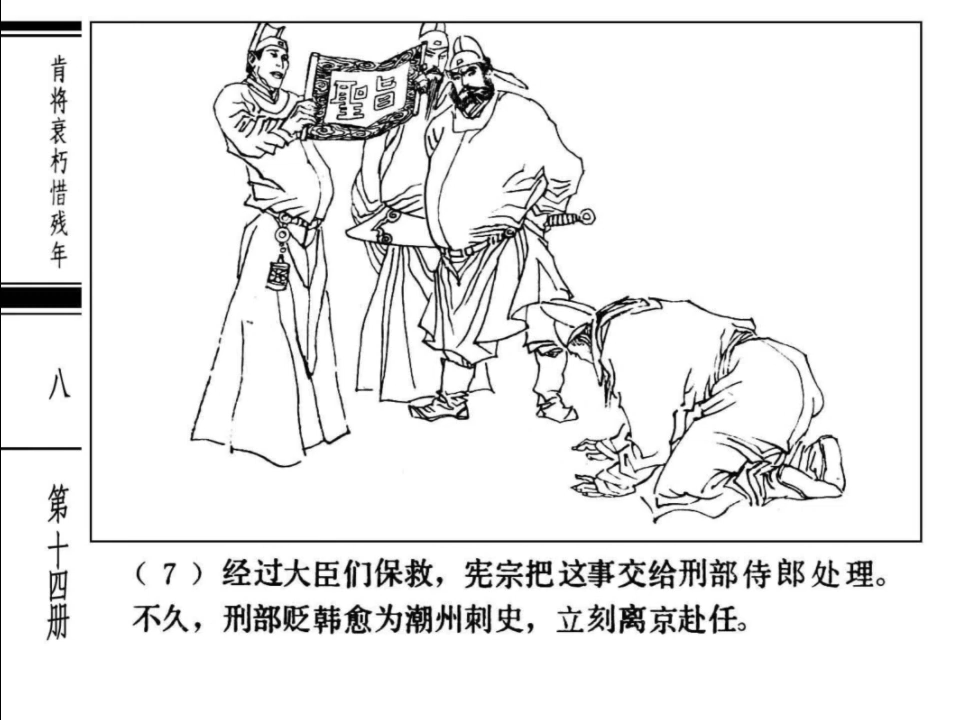 肯将衰朽惜残年
八
第十四册
聖旨
（7）经过大臣们保救，宪宗把这事交给刑部侍郎处理。
不久，刑部贬韩愈为潮州刺史，立刻离京赴任。